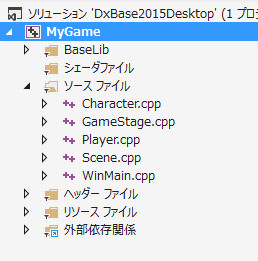 ソリューション 'DxBase2015Desktop' (1 プロ
MyGame
BaseLib
シェーダファイル
ソース ファイル
Character.cpp
GameStage.cpp
Player.cpp
Scene.cpp
WinMain.cpp
ヘッダー ファイル
リソース ファイル
外部依存関係